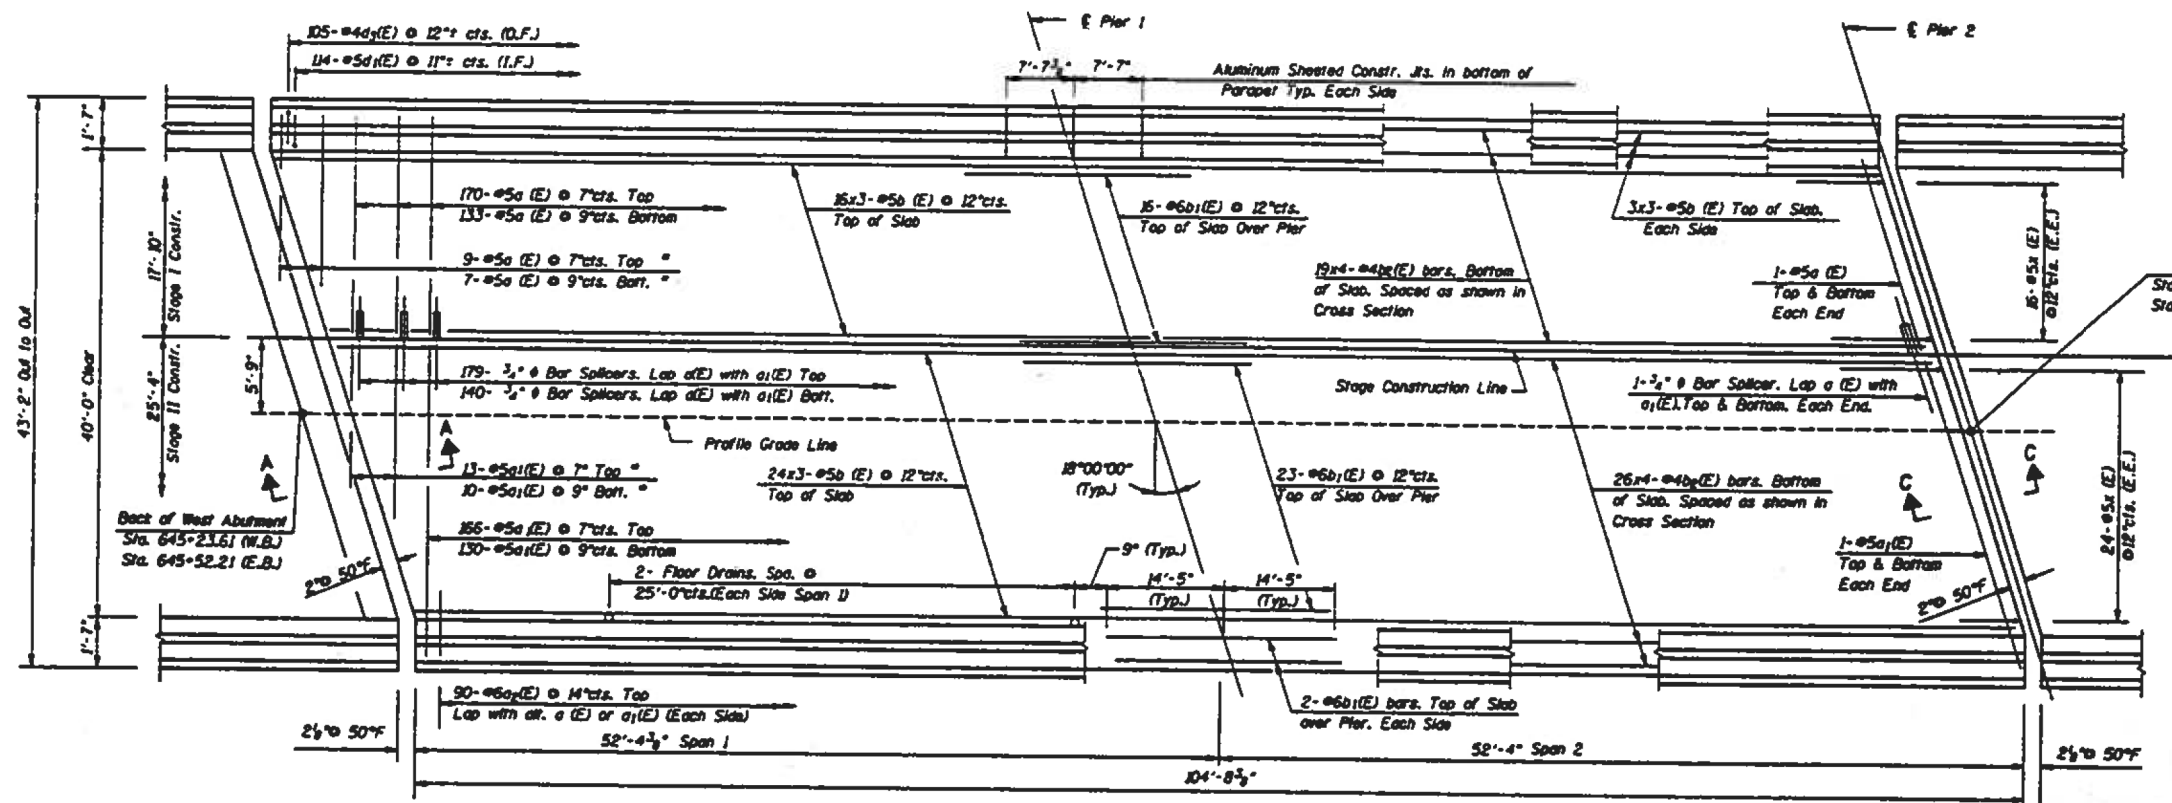 105-#4d3(E) @ 12"± cts. (O.F.)
114-#5d1(E) @ 11"± cts. (I.F.)
℄ Pier 1
℄ Pier 2
7'-7⅜"
7'-7"
Aluminum Sheeted Constr. Jts. in bottom of
Parapet Typ. Each Side
1'-7"
170-#5a (E) @ 7"cts. Top
133-#5a (E) @ 9"cts. Bottom
16x3-#5b (E) @ 12"cts.
Top of Slab
16-#6b1(E) @ 12"cts.
Top of Slab Over Pier
3x3-#5b (E) Top of Slab.
Each Side
17'-10"
Stage I Constr.
9-#5a (E) @ 7"cts. Top "
7-#5a (E) @ 9"cts. Bott. "
19x4-#4b2(E) bars. Bottom
of Slab. Spaced as shown in
Cross Section
1-#5a (E)
Top & Bottom
Each End
16-#5x (E)
@12"cts. (E.E.)
Sta
Sta
43'-2" Out to Out
40'-0" Clear
25'-4"
Stage II Constr.
5'-9"
179- ¾" ϕ Bar Splicers. Lap a(E) with a1(E) Top
140- ¾" ϕ Bar Splicers. Lap a(E) with a1(E) Bott.
Stage Construction Line
1-¾" ϕ Bar Splicer. Lap a (E) with
a1(E). Top & Bottom. Each End.
Profile Grade Line
A
A
13-#5a1(E) @ 7" Top "
10-#5a1(E) @ 9" Bott. "
24x3-#5b (E) @ 12"cts.
Top of Slab
18°00'00"
(Typ.)
23-#6b1(E) @ 12"cts.
Top of Slab Over Pier
26x4-#4b2(E) bars. Bottom
of Slab. Spaced as shown in
Cross Section
C
C
24-#5x (E)
@12"cts. (E.E.)
Back of West Abutment
Sta. 645+23.61 (W.B.)
Sta. 645+52.21 (E.B.)
166-#5a1(E) @ 7"cts. Top
130-#5a1(E) @ 9"cts. Bottom
1-#5a1(E)
Top & Bottom
Each End
2"@ 50°F
2- Floor Drains. Spa. @
25'-0"cts.(Each Side Span 1)
9" (Typ.)
14'-5"
(Typ.)
14'-5"
(Typ.)
2"@ 50°F
1'-7"
90-#6a2(E) @ 14"cts. Top
Lap with alt. a (E) or a1(E) (Each Side)
2-#6b1(E) bars. Top of Slab
over Pier. Each Side
2⅛"@ 50°F
52'-4⅜" Span 1
52'-4" Span 2
2⅛"@ 50°F
104'-8⅜"